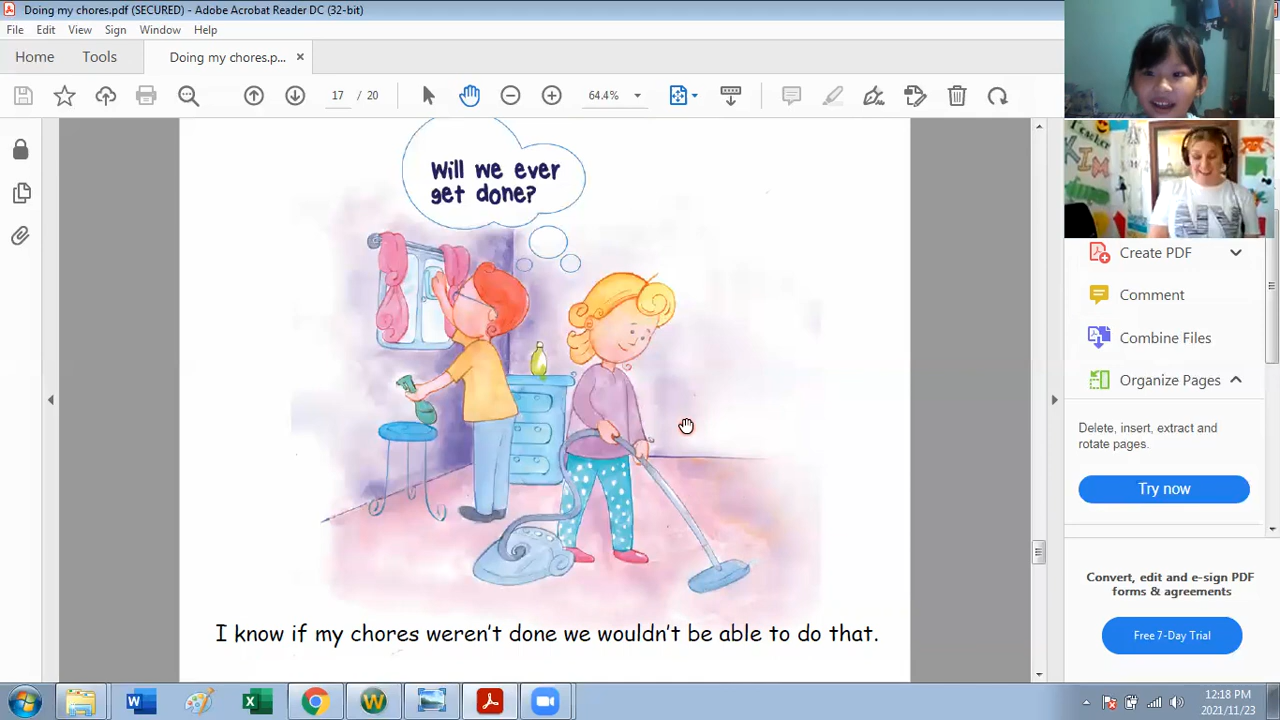 Doing my chores.pdf (SECURED) - Adobe Acrobat Reader DC (32-bit)
File Edit View Sign Window Help
Home Tools Doing my chores.p... ×
17 / 20 64.4%
Will we ever
get done?
I know if my chores weren't done we wouldn't be able to do that.
Teacher
KIM
Create PDF
Comment
Combine Files
Organize Pages
Delete, insert, extract and
rotate pages.
Try now
Convert, edit and e-sign PDF
forms & agreements
Free 7-Day Trial
12:18 PM
2021/11/23